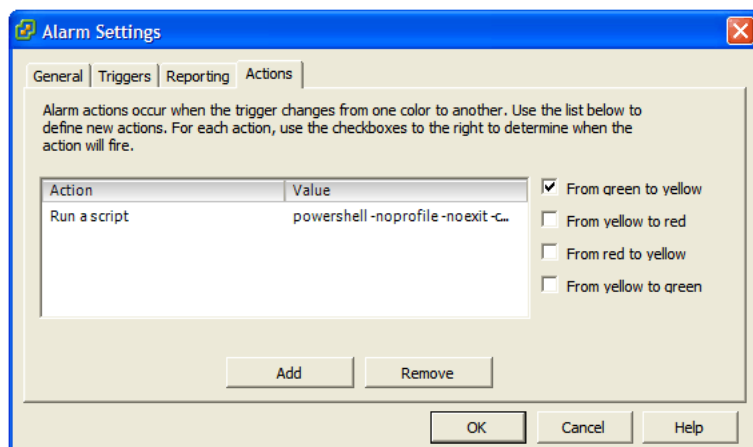 Alarm Settings
General Triggers Reporting Actions
Alarm actions occur when the trigger changes from one color to another. Use the list below to
define new actions. For each action, use the checkboxes to the right to determine when the
action will fire.
Action Value
Run a script powershell -noprofile -noexit -c...
From green to yellow
From yellow to red
From red to yellow
From yellow to green
Add Remove
OK Cancel Help